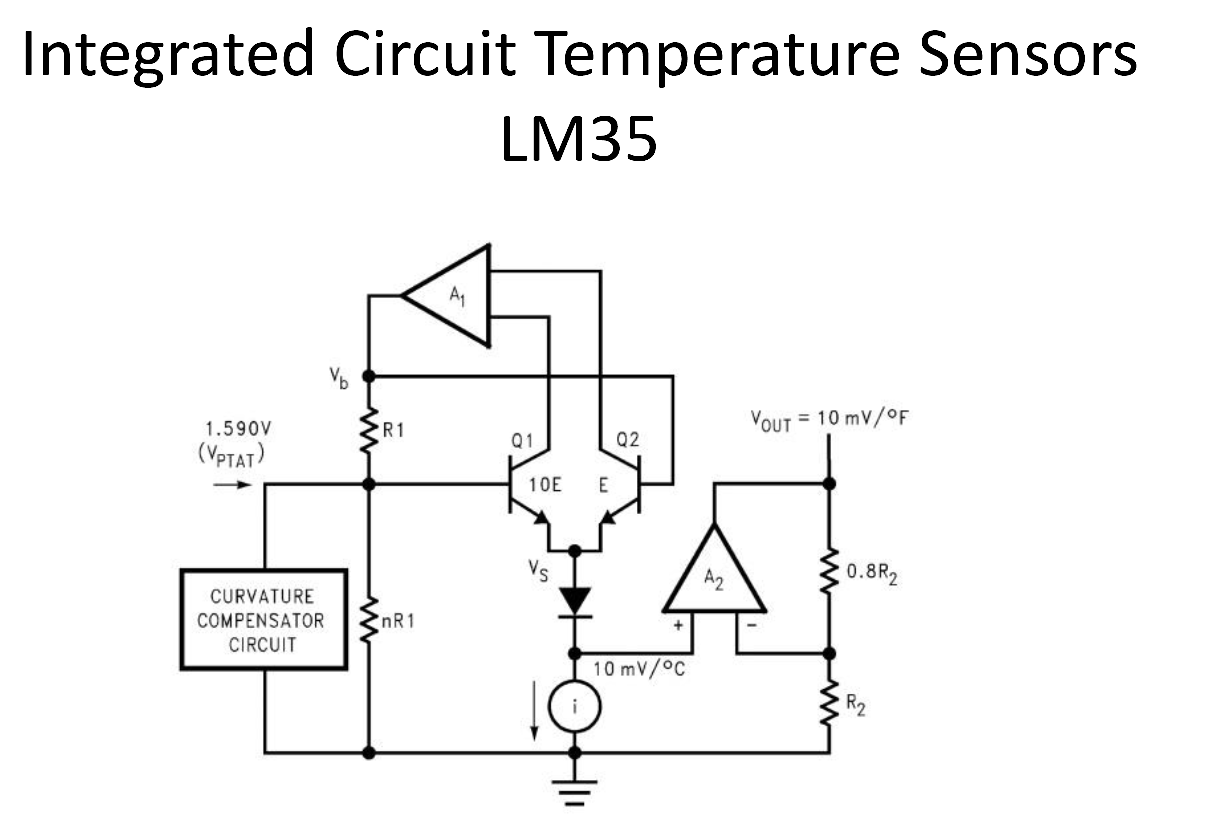 Integrated Circuit Temperature Sensors
LM35
A1
Vb
R1
1.590V
(VPTAT)
Q1
Q2
10E
E
VOUT = 10 mV/°F
VS
A2
0.8R2
CURVATURE
COMPENSATOR
CIRCUIT
nR1
+
−
10 mV/°C
i
R2